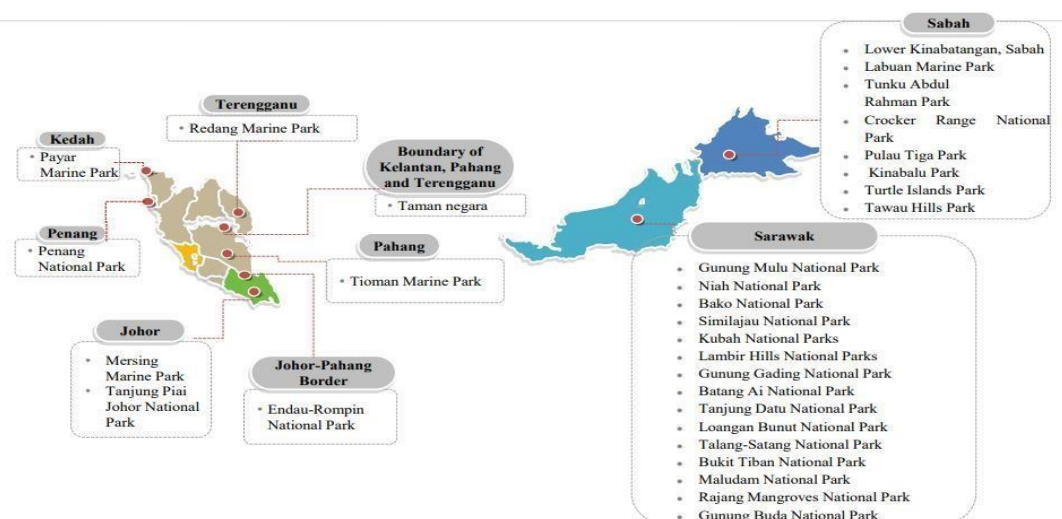 Sabah
Lower Kinabatangan, Sabah
Labuan Marine Park
Tunku Abdul
Rahman Park
Crocker Range National
Park
Pulau Tiga Park
Kinabalu Park
Turtle Islands Park
Tawau Hills Park
Terengganu
Redang Marine Park
Kedah
Payar
Marine Park
Boundary of
Kelantan, Pahang
and Terengganu
Taman negara
Penang
Penang
National Park
Pahang
Tioman Marine Park
Sarawak
Gunung Mulu National Park
Niah National Park
Bako National Park
Similajau National Park
Kubah National Parks
Lambir Hills National Parks
Gunung Gading National Park
Batang Ai National Park
Tanjung Datu National Park
Loangan Bunut National Park
Talang-Satang National Park
Bukit Tiban National Park
Maludam National Park
Rajang Mangroves National Park
Gunung Buda National Park
Johor
Mersing
Marine Park
Tanjung Piai
Johor National
Park
Johor-Pahang
Border
Endau-Rompin
National Park